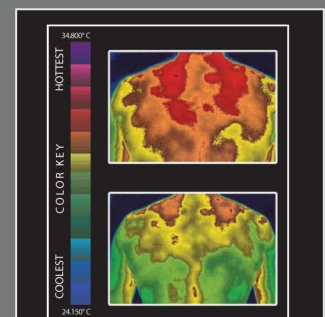 34.800° C
HOTTEST
COLOR KEY
COOLEST
24.150° C